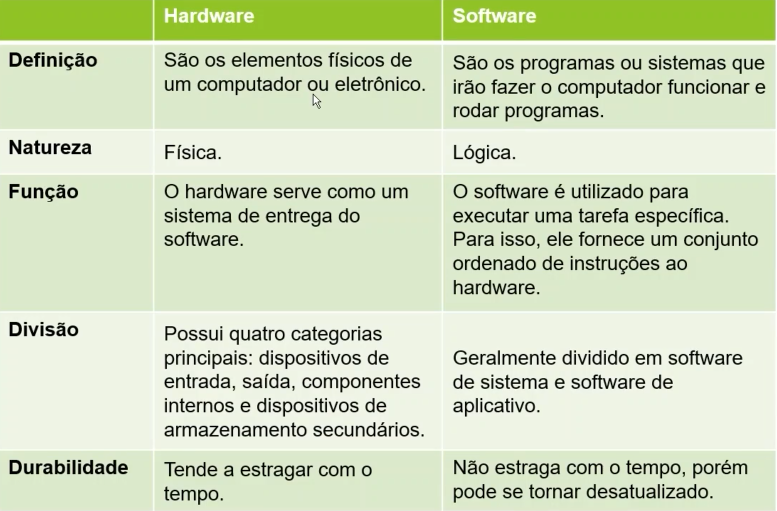 Hardware
Software
Definição
São os elementos físicos de
um computador ou eletrônico.
São os programas ou sistemas que
irão fazer o computador funcionar e
rodar programas.
Natureza
Física.
Lógica.
Função
O hardware serve como um
sistema de entrega do
software.
O software é utilizado para
executar uma tarefa específica.
Para isso, ele fornece um conjunto
ordenado de instruções ao
hardware.
Divisão
Possui quatro categorias
principais: dispositivos de
entrada, saída, componentes
internos e dispositivos de
armazenamento secundários.
Geralmente dividido em software
de sistema e software de
aplicativo.
Durabilidade
Tende a estragar com o
tempo.
Não estraga com o tempo, porém
pode se tornar desatualizado.